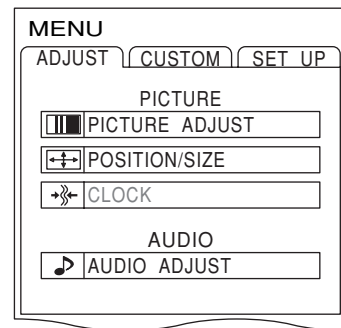 MENU
ADJUST CUSTOM SET UP
PICTURE
PICTURE ADJUST
POSITION/SIZE
CLOCK
AUDIO
AUDIO ADJUST